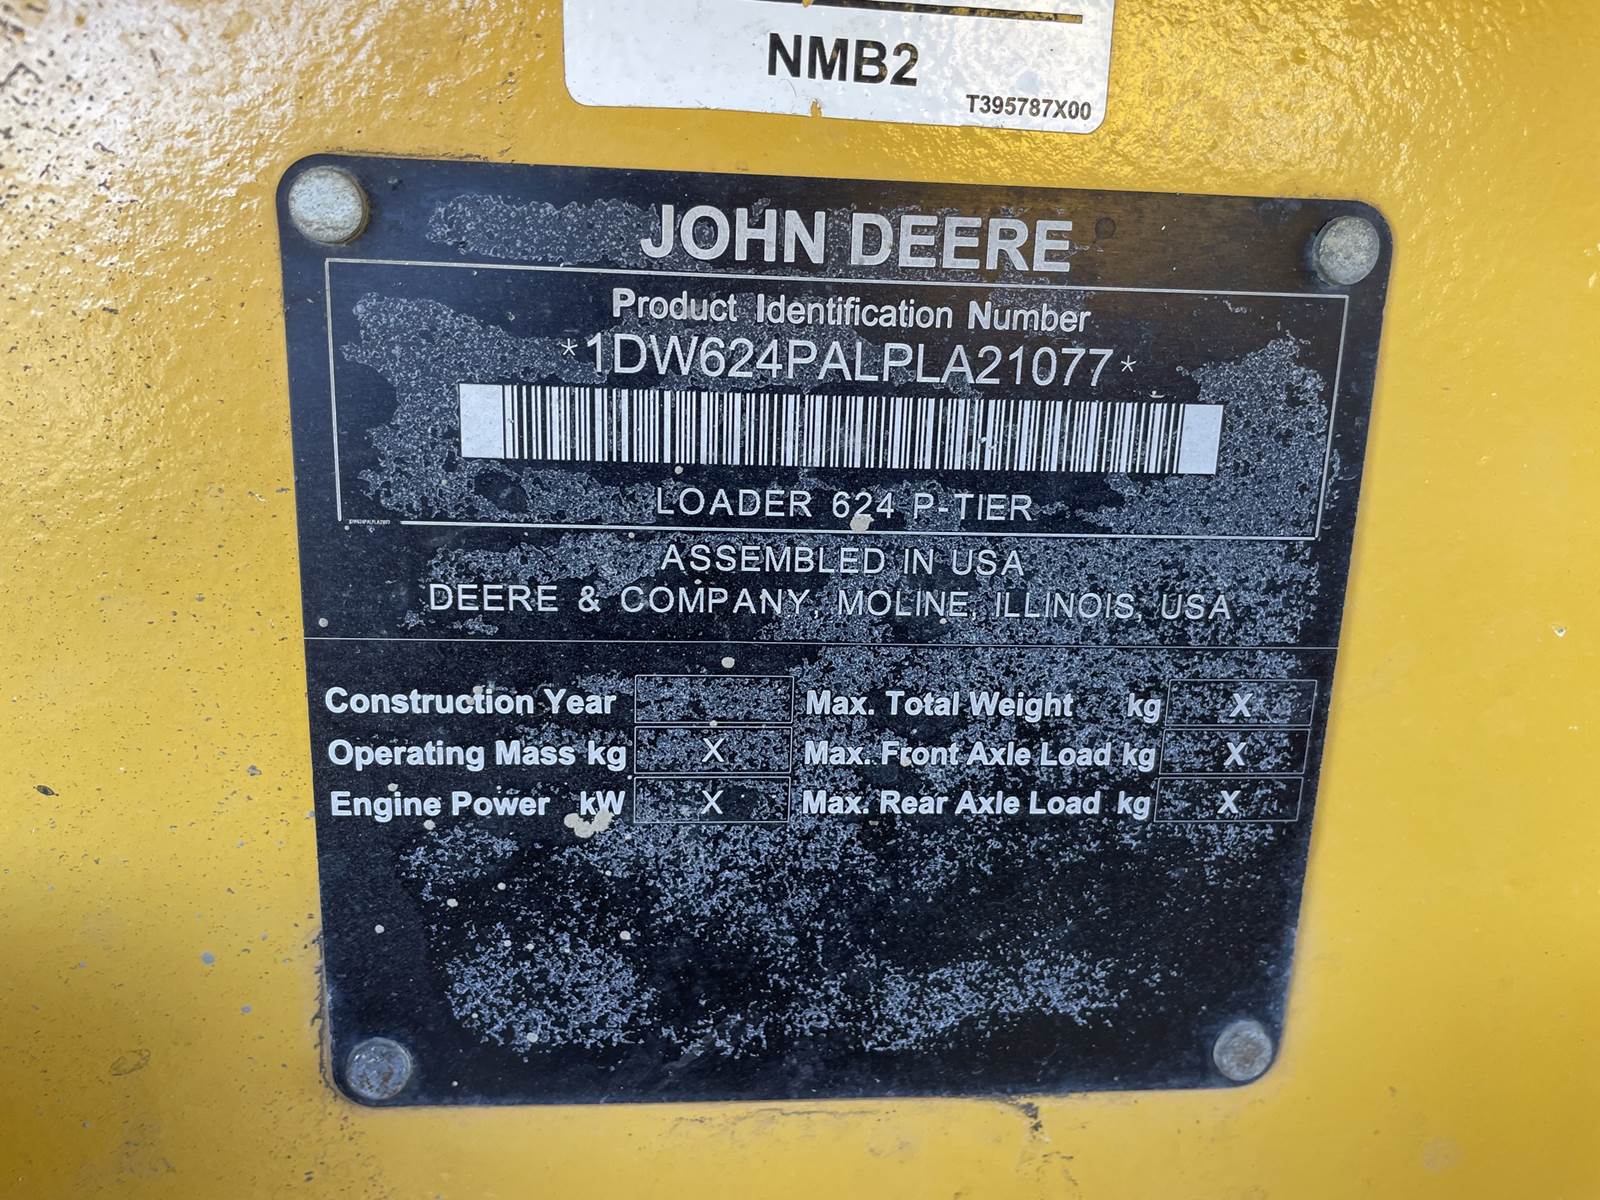 NMB2
T395787X00
JOHN DEERE
Product Identification Number
*1DW624PALPLA21077*
LOADER 624 P-TIER
1DW624PALPLA21077
ASSEMBLED IN USA
DEERE & COMPANY, MOLINE, ILLINOIS, USA
Construction Year
Max. Total Weight kg X
Operating Mass kg X
Max. Front Axle Load kg X
Engine Power kW X
Max. Rear Axle Load kg X